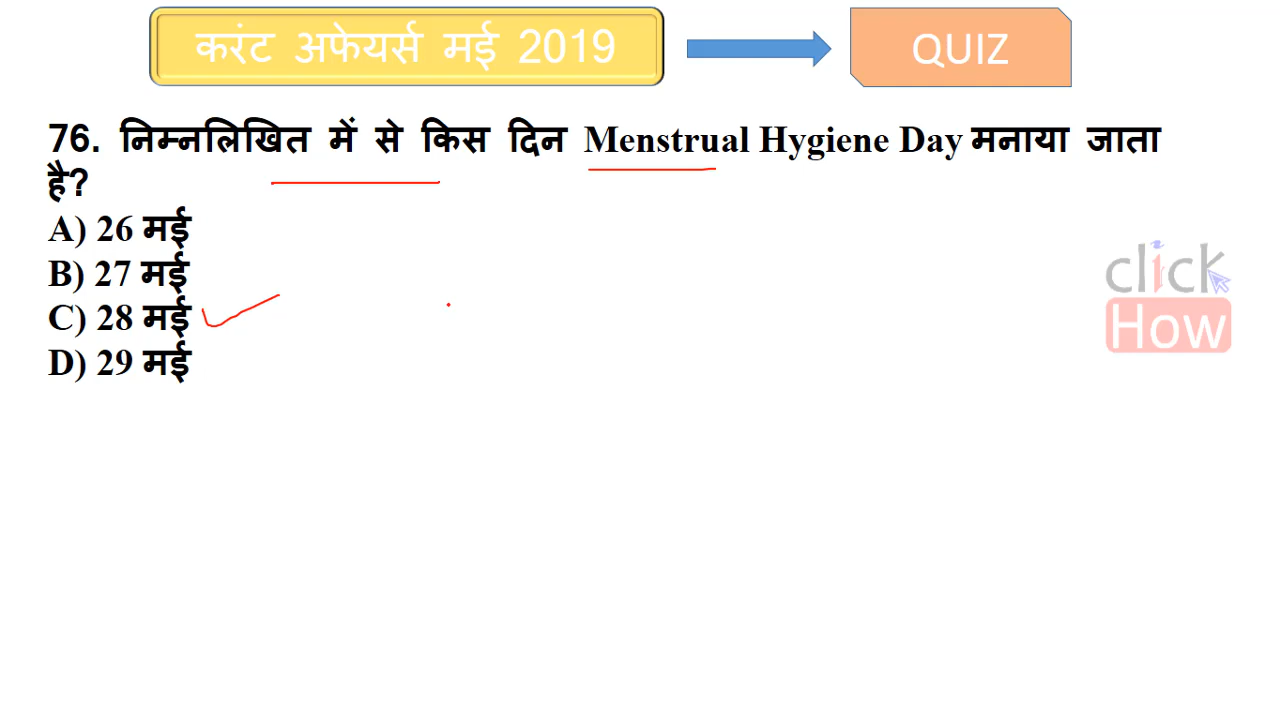 करंट अफेयर्स मई 2019
QUIZ
76. निम्नलिखित में से किस दिन Menstrual Hygiene Day मनाया जाता
है?
A) 26 मई
B) 27 मई
C) 28 मई
D) 29 मई
click
How